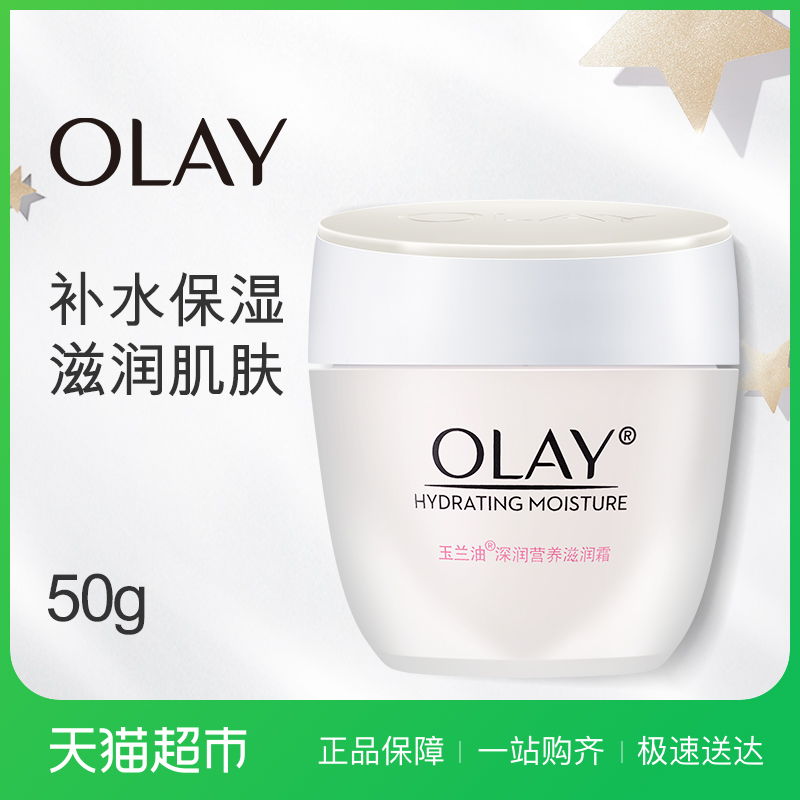 OLAY
补水保湿
滋润肌肤
50g
OLAY
OLAY®
HYDRATING MOISTURE
玉兰油®深润营养滋润霜
天猫超市
正品保障 | 一站购齐 | 极速送达